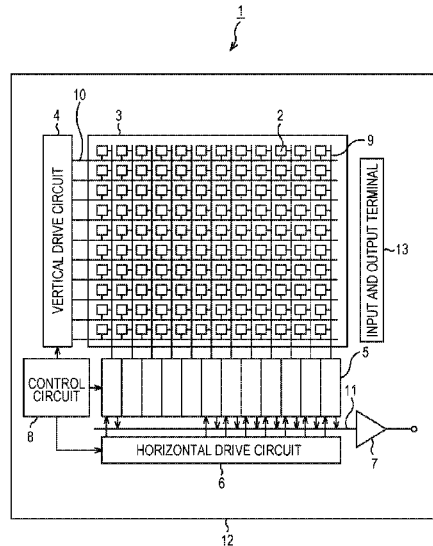 1
10
4
3
2
9
VERTICAL DRIVE CIRCUIT
INPUT AND OUTPUT TERMINAL
13
5
CONTROL
CIRCUIT
8
11
HORIZONTAL DRIVE CIRCUIT
6
7
12